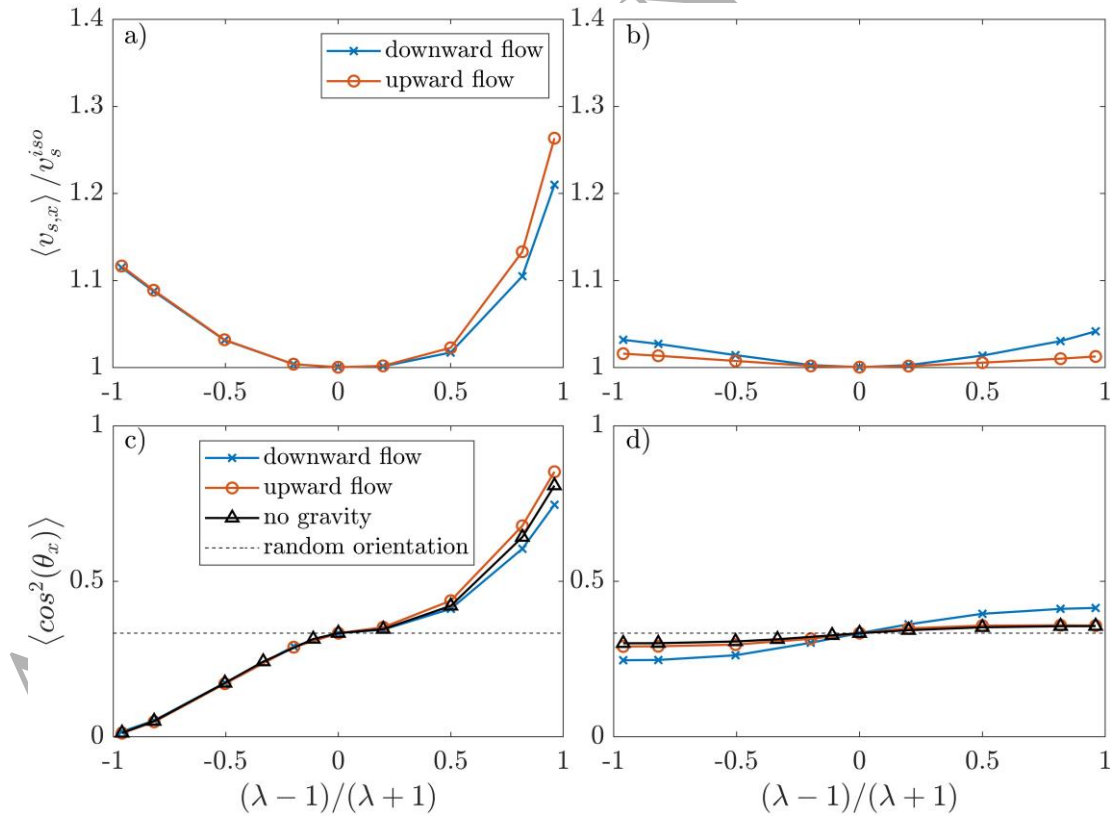 a)
downward flow
upward flow
1.4
1.3
1.2
1.1
1
-1 -0.5 0 0.5 1
⟨v_{s,x}⟩ / v_s^{iso}
b)
1.4
1.3
1.2
1.1
1
-1 -0.5 0 0.5 1
c)
downward flow
upward flow
no gravity
random orientation
1
0.5
0
-1 -0.5 0 0.5 1
⟨cos²(θ_x)⟩
(λ − 1)/(λ + 1)
d)
1
0.5
0
-1 -0.5 0 0.5 1
(λ − 1)/(λ + 1)